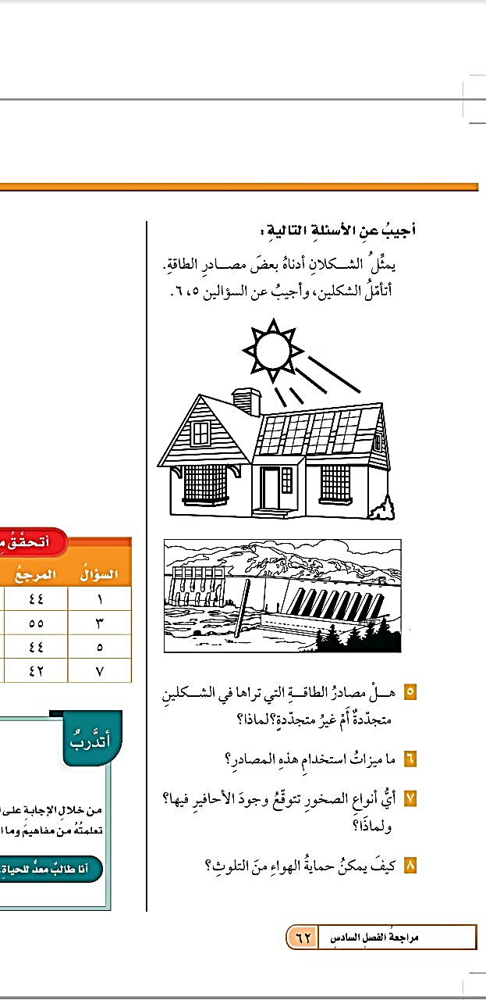 أجيبُ عنِ الأسئلةِ التاليةِ :
يمثِّلُ الشكلانِ أدناهُ بعضَ مصادرِ الطاقةِ.
أتأمّلُ الشكلين، وأجيبُ عن السؤالين ٥، ٦.
٥ هلْ مصادرُ الطاقةِ التي تراها في الشكلينِ
متجدّدةٌ أمْ غيرُ متجدّدةٍ؟لماذا؟
٦ ما ميزاتُ استخدامِ هذهِ المصادرِ؟
٧ أيُّ أنواعِ الصخورِ تتوقّعُ وجودَ الأحافيرِ فيها؟
ولماذَا؟
٨ كيفَ يمكنُ حمايةُ الهواءِ منَ التلوثِ؟
أتحقَّقُ
السؤالُ المرجعُ
١ ٤٤
٣ ٥٥
٥ ٤٤
٧ ٤٢
أتدَّربُ
من خلالِ الإجابةِ على
تعلمتُهُ من مفاهيمَ وما
أنا طالبٌ معدٌّ للحياةِ
مراجعةُ الفصلِ السادسِ ٦٢